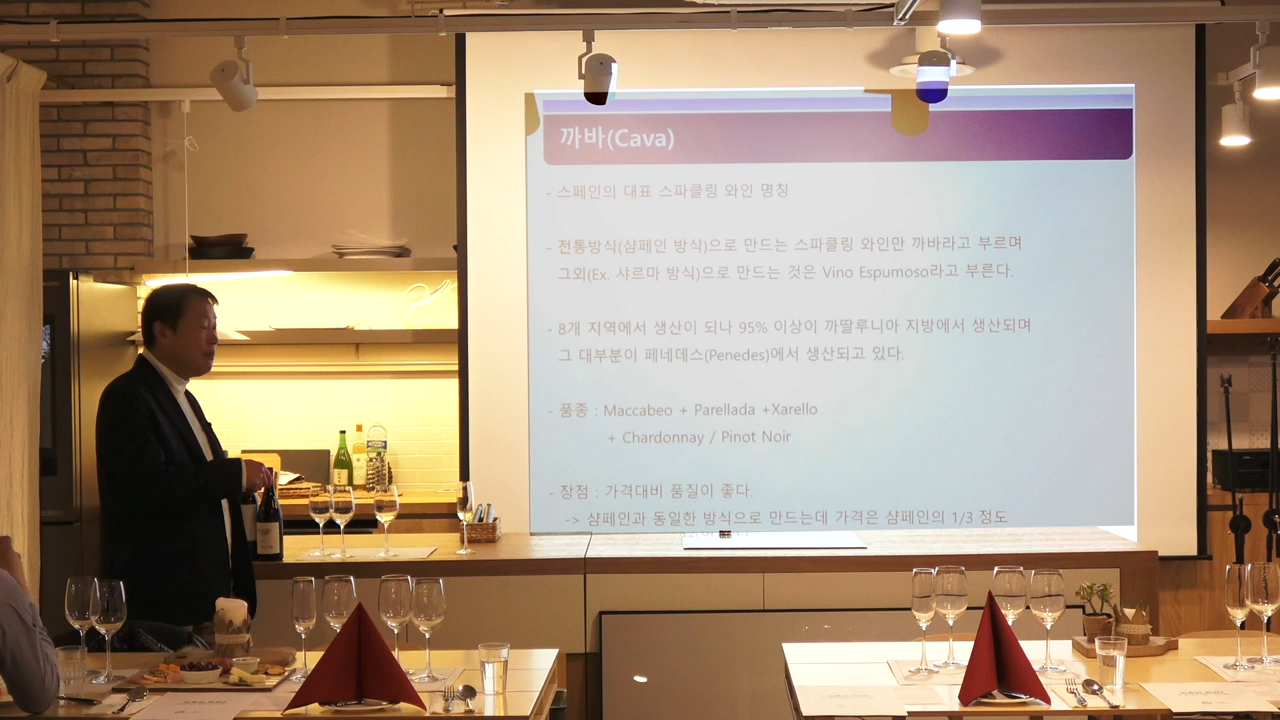 까바(Cava)
- 스페인의 대표 스파클링 와인 명칭
- 전통방식(샴페인 방식)으로 만드는 스파클링 와인만 까바라고 부르며
그외(Ex. 샤르마 방식)으로 만드는 것은 Vino Espumoso라고 부른다.
- 8개 지역에서 생산이 되나 95% 이상이 까딸루니아 지방에서 생산되며
그 대부분이 페네데스(Penedes)에서 생산되고 있다.
- 품종 : Maccabeo + Parellada +Xarello
+ Chardonnay / Pinot Noir
- 장점 : 가격대비 품질이 좋다.
-> 샴페인과 동일한 방식으로 만드는데 가격은 샴페인의 1/3 정도